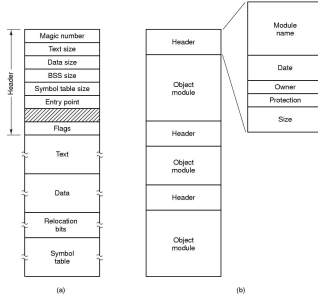 Header
Magic number
Text size
Data size
BSS size
Symbol table size
Entry point
Flags
Text
Data
Relocation
bits
Symbol
table
(a)
Header
Object
module
Header
Object
module
Header
Object
module
Module
name
Date
Owner
Protection
Size
(b)